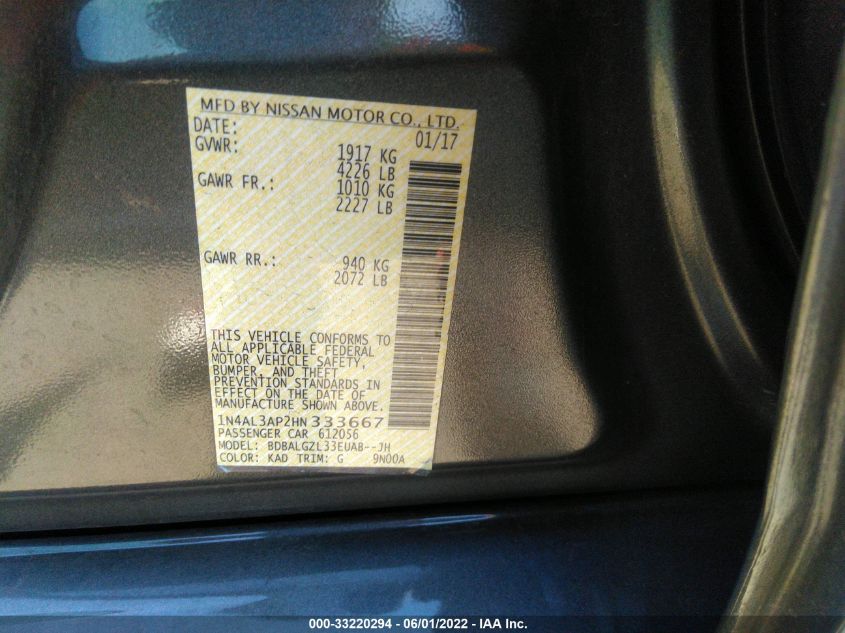 MFD BY NISSAN MOTOR CO., LTD.
DATE: 01/17
GVWR: 1917 KG
4226 LB
GAWR FR.: 1010 KG
2227 LB
GAWR RR.: 940 KG
2072 LB
THIS VEHICLE CONFORMS TO
ALL APPLICABLE FEDERAL
MOTOR VEHICLE SAFETY,
BUMPER, AND THEFT
PREVENTION STANDARDS IN
EFFECT ON THE DATE OF
MANUFACTURE SHOWN ABOVE.
1N4AL3AP2HN333667
PASSENGER CAR 612056
MODEL: BDBALGZL33EUAB--JH
COLOR: KAD TRIM: G 9N00A
000-33220294 - 06/01/2022 - IAA Inc.